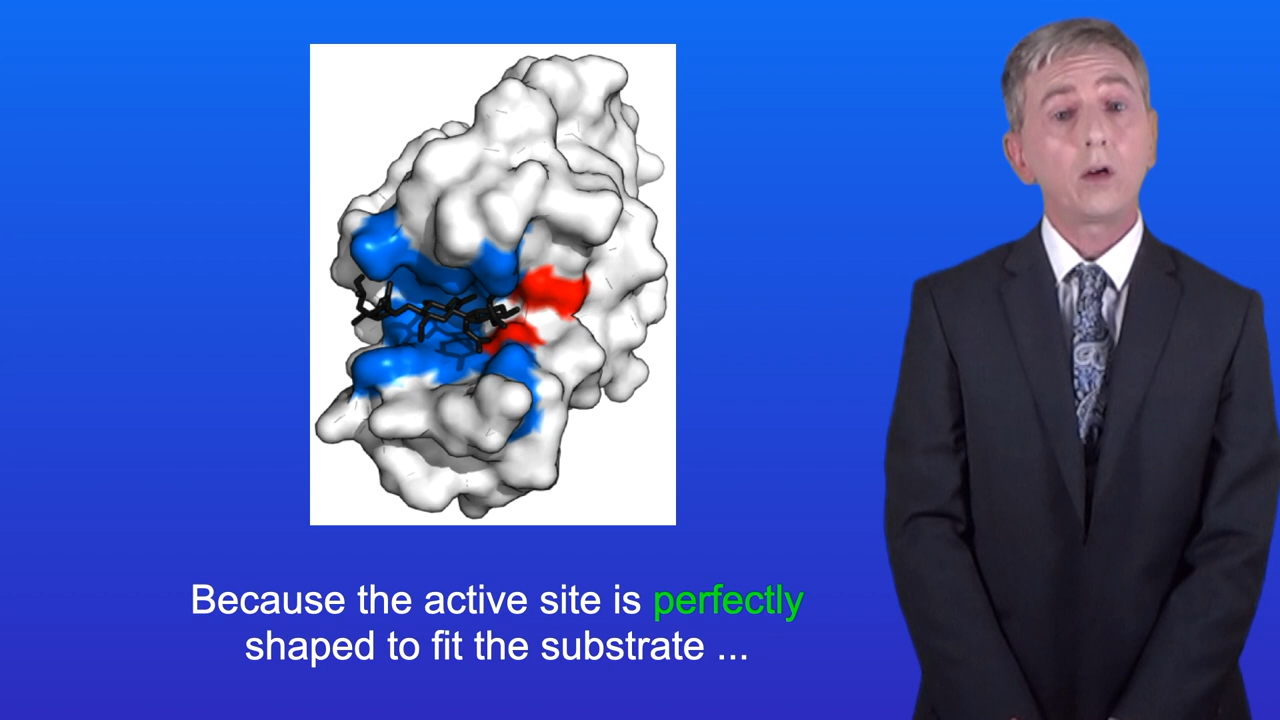 Because the active site is perfectly
shaped to fit the substrate ...